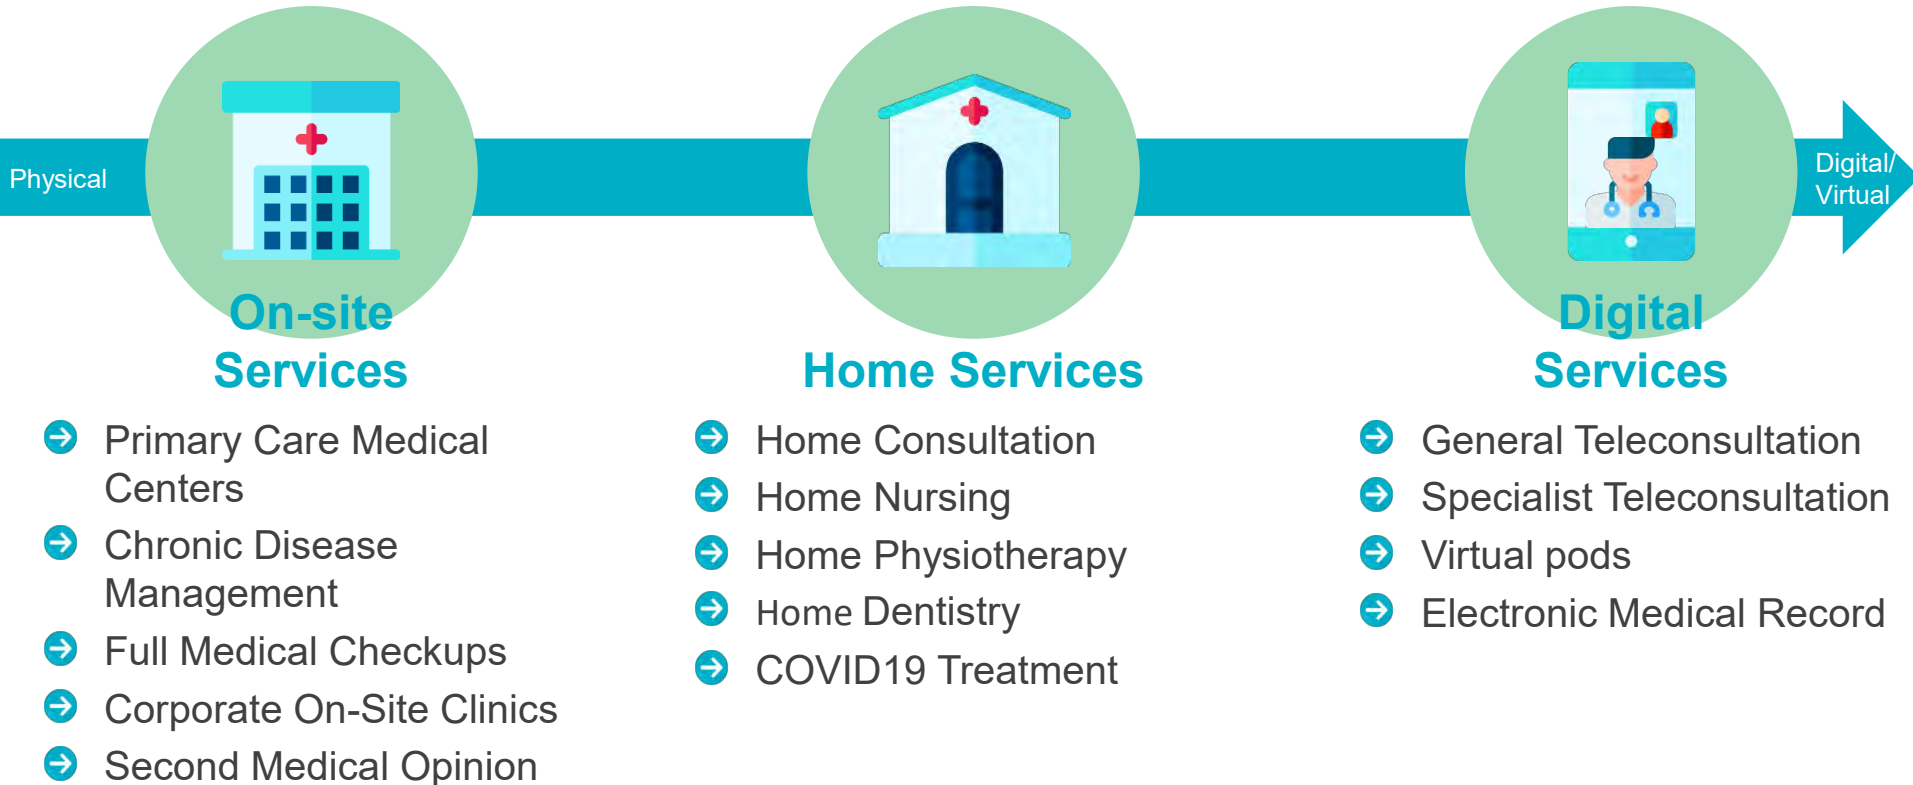 Physical
Digital/
Virtual
On-site
Services
Primary Care Medical
Centers
Chronic Disease
Management
Full Medical Checkups
Corporate On-Site Clinics
Second Medical Opinion
Home Services
Home Consultation
Home Nursing
Home Physiotherapy
Home Dentistry
COVID19 Treatment
Digital
Services
General Teleconsultation
Specialist Teleconsultation
Virtual pods
Electronic Medical Record